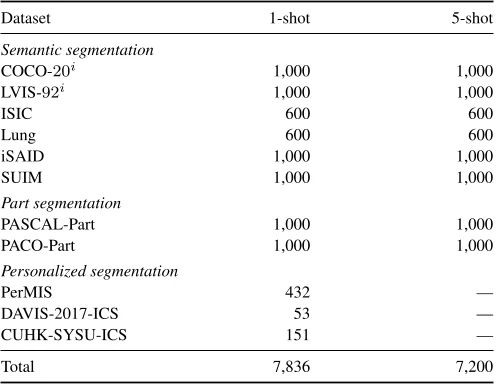 Dataset 1-shot 5-shot
Semantic segmentation
COCO-20^i 1,000 1,000
LVIS-92^i 1,000 1,000
ISIC 600 600
Lung 600 600
iSAID 1,000 1,000
SUIM 1,000 1,000
Part segmentation
PASCAL-Part 1,000 1,000
PACO-Part 1,000 1,000
Personalized segmentation
PerMIS 432 —
DAVIS-2017-ICS 53 —
CUHK-SYSU-ICS 151 —
Total 7,836 7,200